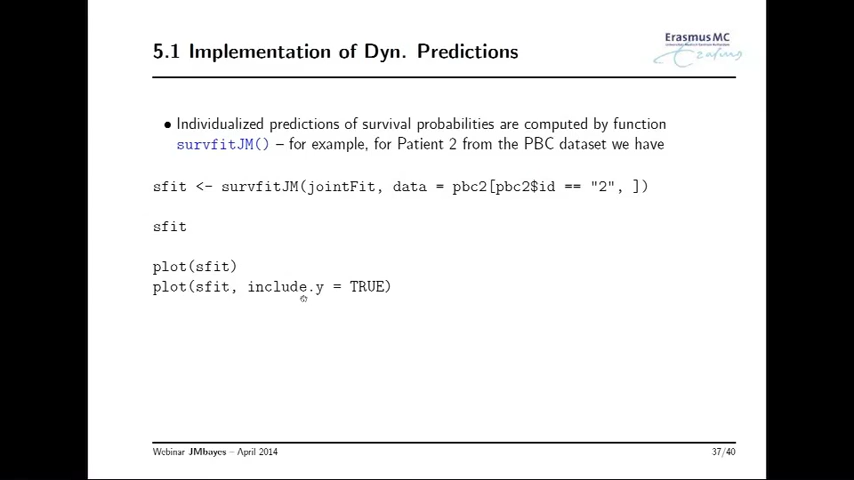 5.1 Implementation of Dyn. Predictions
Erasmus MC
• Individualized predictions of survival probabilities are computed by function
survfitJM() – for example, for Patient 2 from the PBC dataset we have
sfit <- survfitJM(jointFit, data = pbc2[pbc2$id == "2", ])
sfit
plot(sfit)
plot(sfit, include.y = TRUE)
Webinar JMbayes – April 2014
37/40